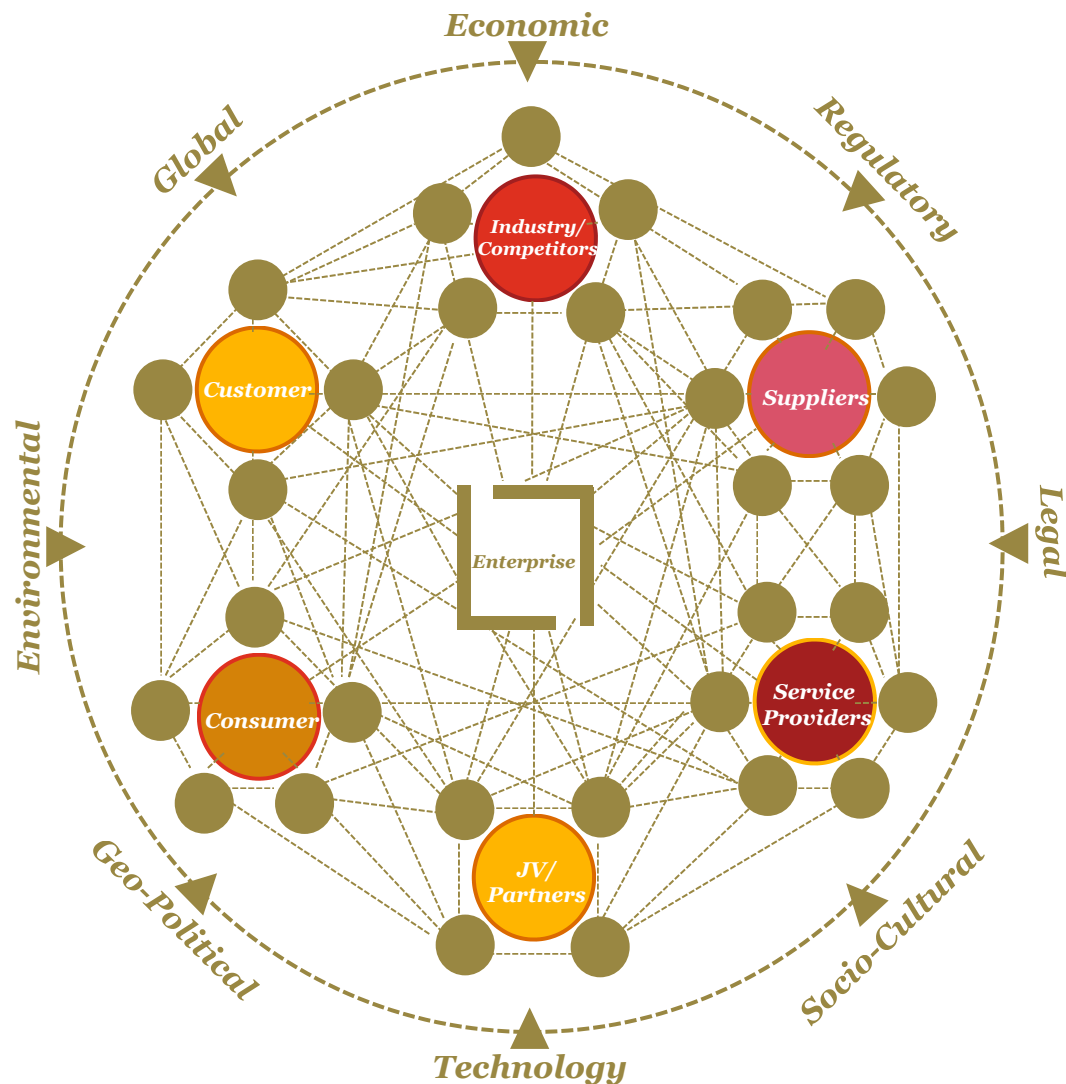 Economic
Global
Regulatory
Industry/
Competitors
Customer
Suppliers
Environmental
Enterprise
Legal
Consumer
Service
Providers
JV/
Partners
Geo-Political
Socio-Cultural
Technology